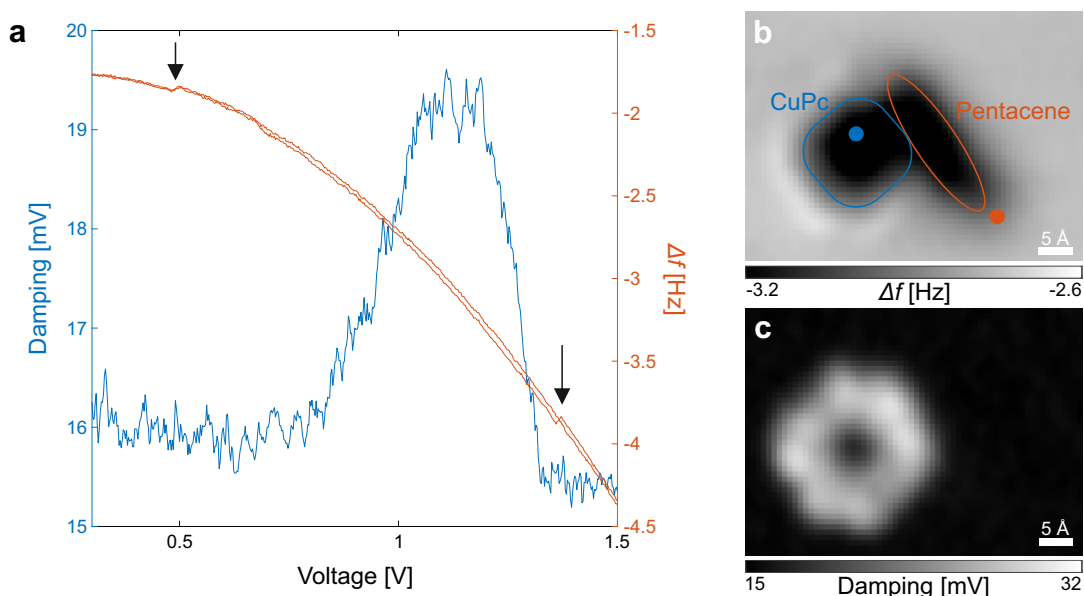 a
20
19
18
17
16
15
Damping [mV]
0.5
1
1.5
Voltage [V]
-1.5
-2
-2.5
-3
-3.5
-4
-4.5
Δf [Hz]
b
CuPc
Pentacene
5 Å
-3.2
Δf [Hz]
-2.6
c
5 Å
15
Damping [mV]
32